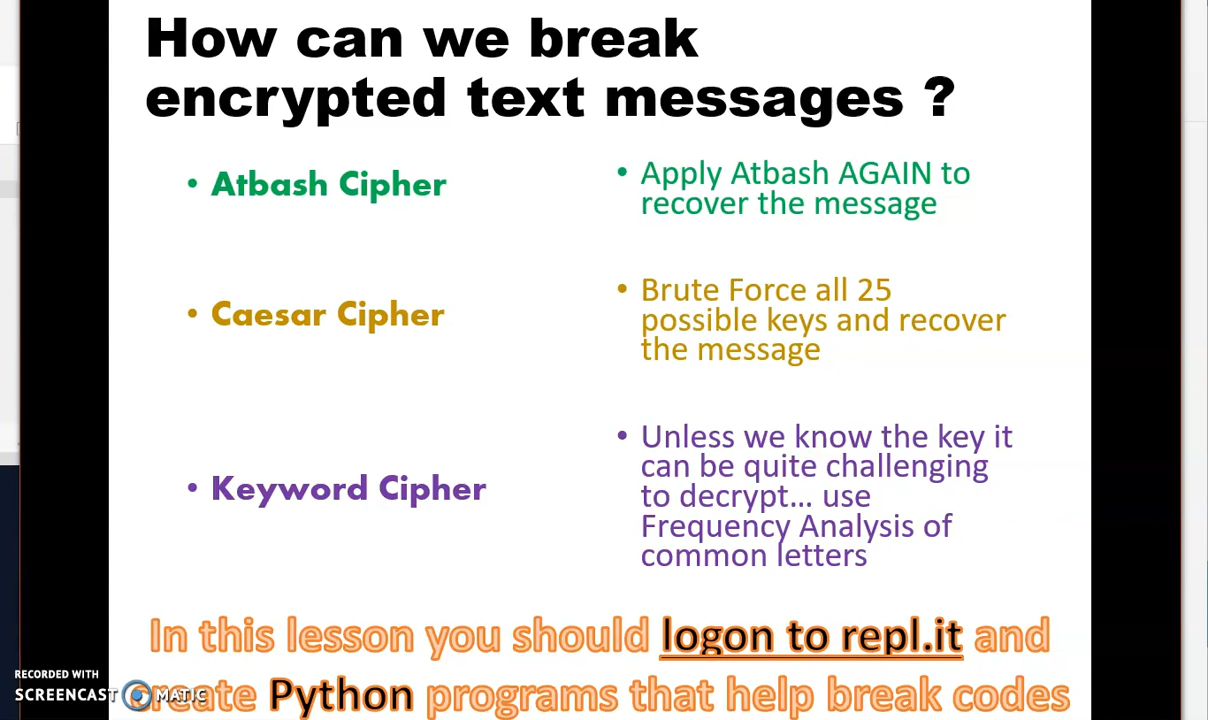 How can we break
encrypted text messages ?
• Atbash Cipher
• Apply Atbash AGAIN to
recover the message
• Caesar Cipher
• Brute Force all 25
possible keys and recover
the message
• Keyword Cipher
• Unless we know the key it
can be quite challenging
to decrypt... use
Frequency Analysis of
common letters
In this lesson you should logon to repl.it and
create Python programs that help break codes
RECORDED WITH
SCREENCAST MATIC